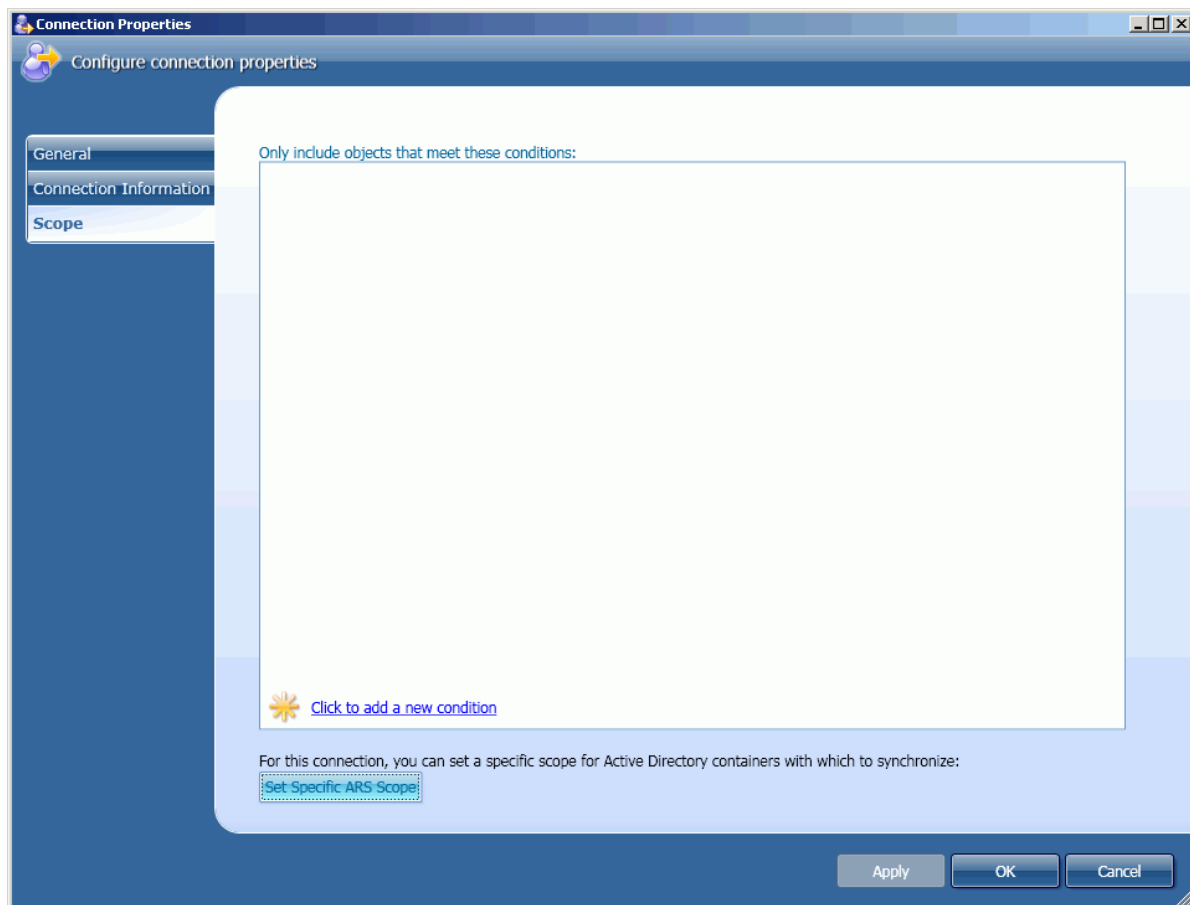 Connection Properties
Configure connection properties
General
Connection Information
Scope
Only include objects that meet these conditions:
Click to add a new condition
For this connection, you can set a specific scope for Active Directory containers with which to synchronize:
Set Specific ARS Scope
Apply OK Cancel